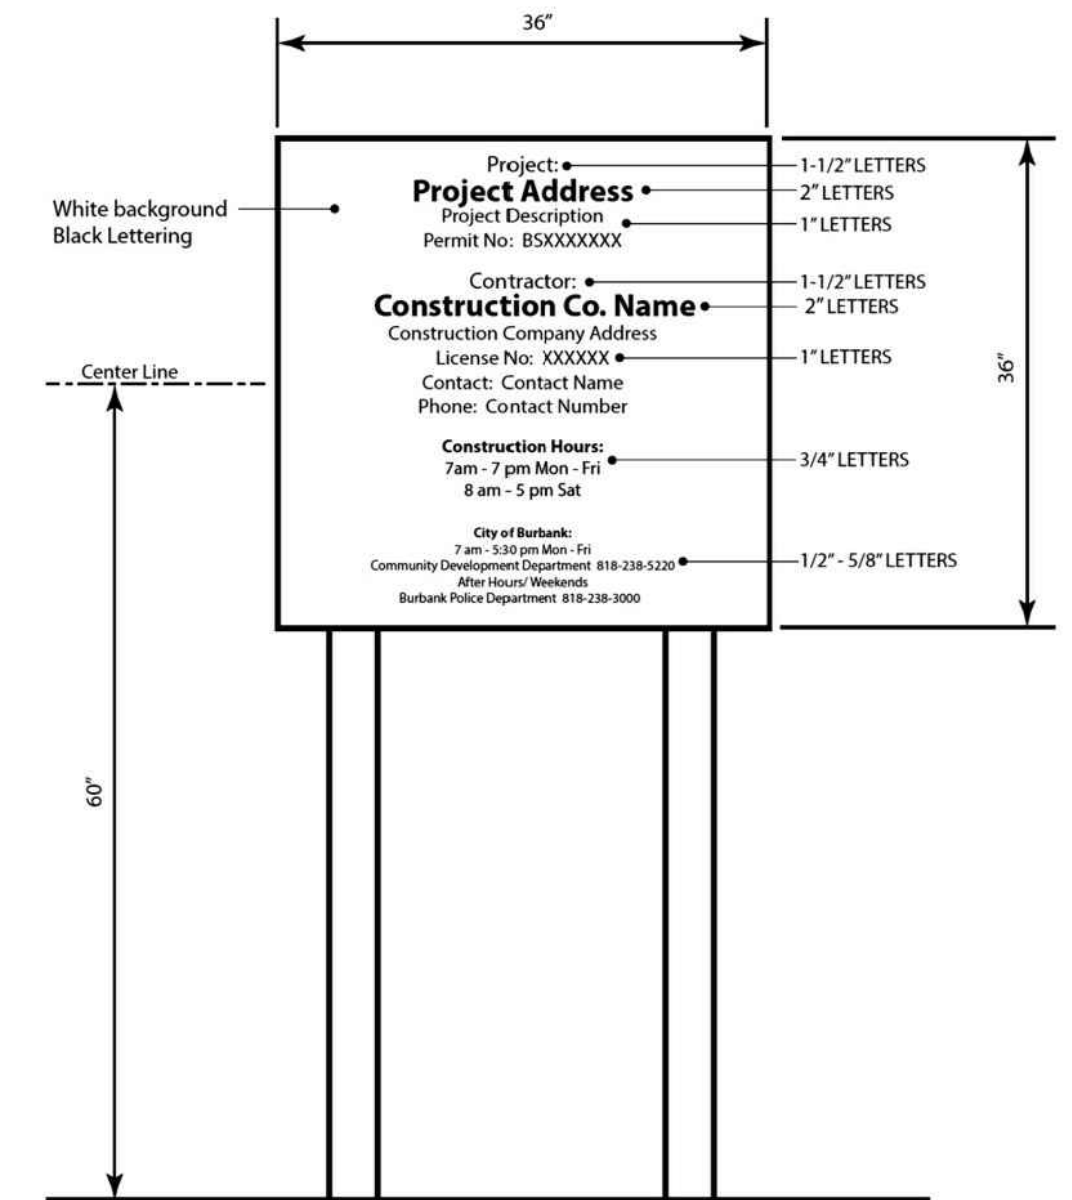 36”
Project:
1-1/2” LETTERS
Project Address
2” LETTERS
White background
Black Lettering
Project Description
1” LETTERS
Permit No: BSXXXXXXX
Contractor:
1-1/2” LETTERS
Construction Co. Name
2” LETTERS
Construction Company Address
License No: XXXXXX
1” LETTERS
36”
Center Line
Contact: Contact Name
Phone: Contact Number
Construction Hours:
3/4” LETTERS
7am - 7 pm Mon - Fri
8 am - 5 pm Sat
City of Burbank:
7 am - 5:30 pm Mon - Fri
Community Development Department 818-238-5220
1/2” - 5/8” LETTERS
After Hours/ Weekends
Burbank Police Department 818-238-3000
60”